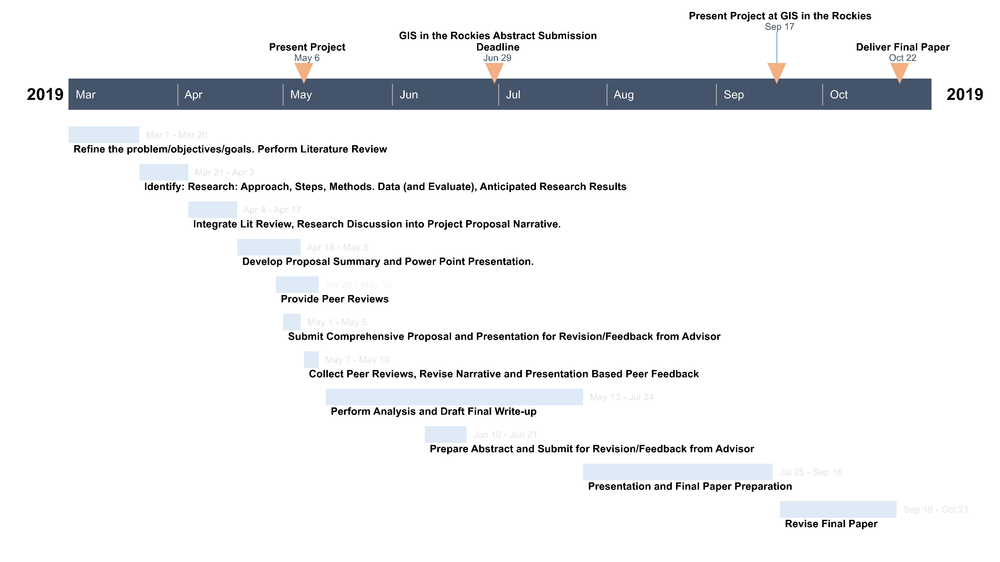 Present Project at GIS in the Rockies
Sep 17
GIS in the Rockies Abstract Submission
Deadline
Jun 29
Present Project
May 6
Deliver Final Paper
Oct 22
2019 Mar Apr May Jun Jul Aug Sep Oct 2019
Mar 1 - Mar 20
Refine the problem/objectives/goals. Perform Literature Review
Mar 21 - Apr 3
Identify: Research: Approach, Steps, Methods. Data (and Evaluate), Anticipated Research Results
Apr 4 - Apr 17
Integrate Lit Review, Research Discussion into Project Proposal Narrative.
Apr 18 - May 5
Develop Proposal Summary and Power Point Presentation.
Apr 29 - May 10
Provide Peer Reviews
May 1 - May 5
Submit Comprehensive Proposal and Presentation for Revision/Feedback from Advisor
May 7 - May 10
Collect Peer Reviews, Revise Narrative and Presentation Based Peer Feedback
May 13 - Jul 24
Perform Analysis and Draft Final Write-up
Jun 10 - Jun 21
Prepare Abstract and Submit for Revision/Feedback from Advisor
Jul 25 - Sep 16
Presentation and Final Paper Preparation
Sep 19 - Oct 21
Revise Final Paper